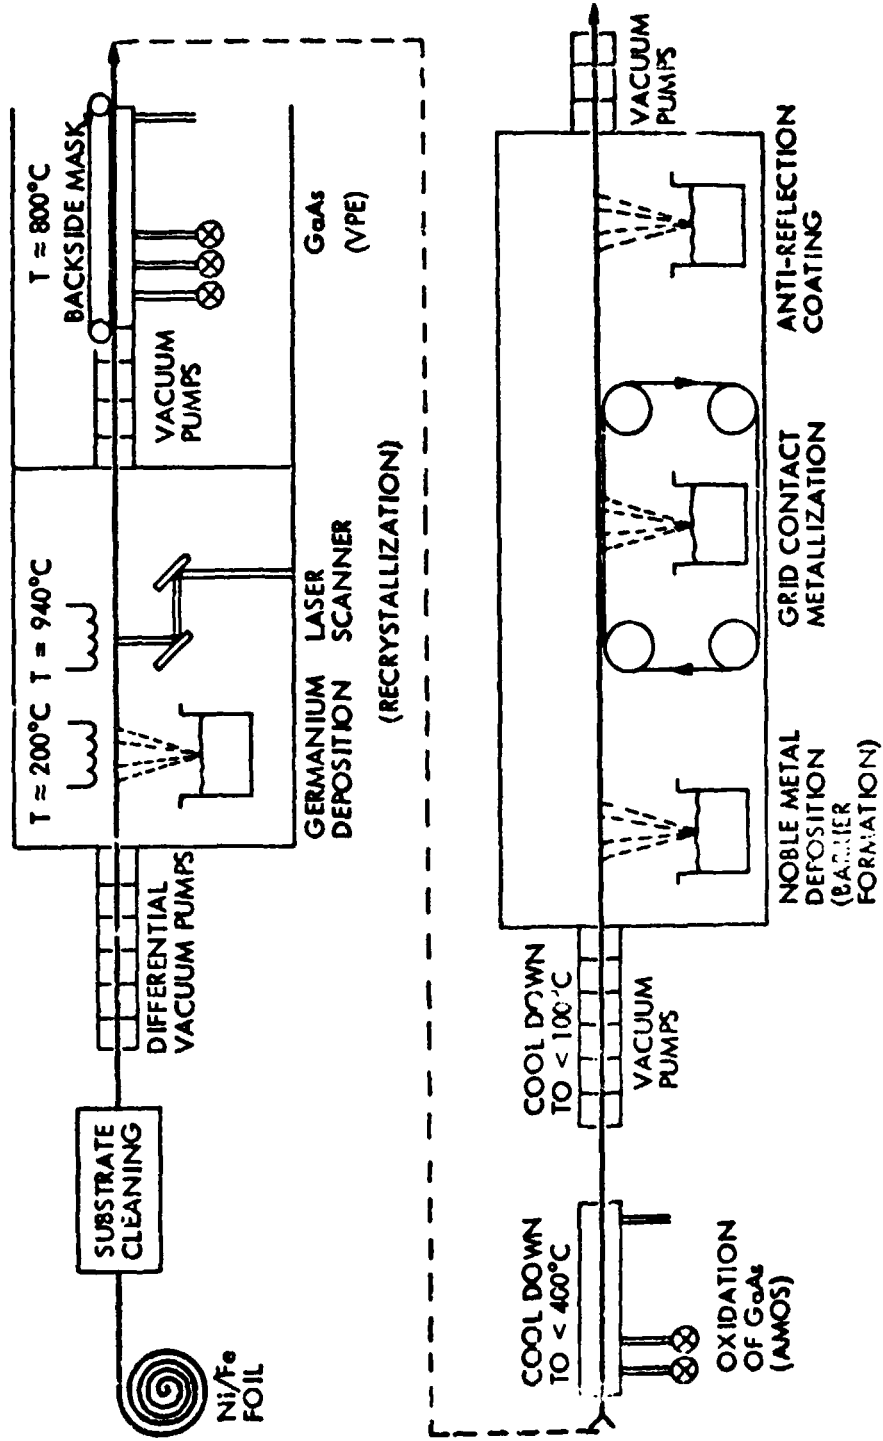 Ni/Fe
FOIL
SUBSTRATE
CLEANING
DIFFERENTIAL
VACUUM PUMPS
T ≈ 200°C
T = 940°C
GERMANIUM
DEPOSITION
LASER
SCANNER
(RECRYSTALLIZATION)
VACUUM
PUMPS
T ≈ 800°C
BACKSIDE MASK
GaAs
(VPE)
COOL DOWN
TO < 400°C
OXIDATION
OF GaAs
(AMOS)
COOL DOWN
TO < 100°C
VACUUM
PUMPS
NOBLE METAL
DEPOSITION
(BARRIER
FORMATION)
GRID CONTACT
METALLIZATION
ANTI-REFLECTION
COATING
VACUUM
PUMPS